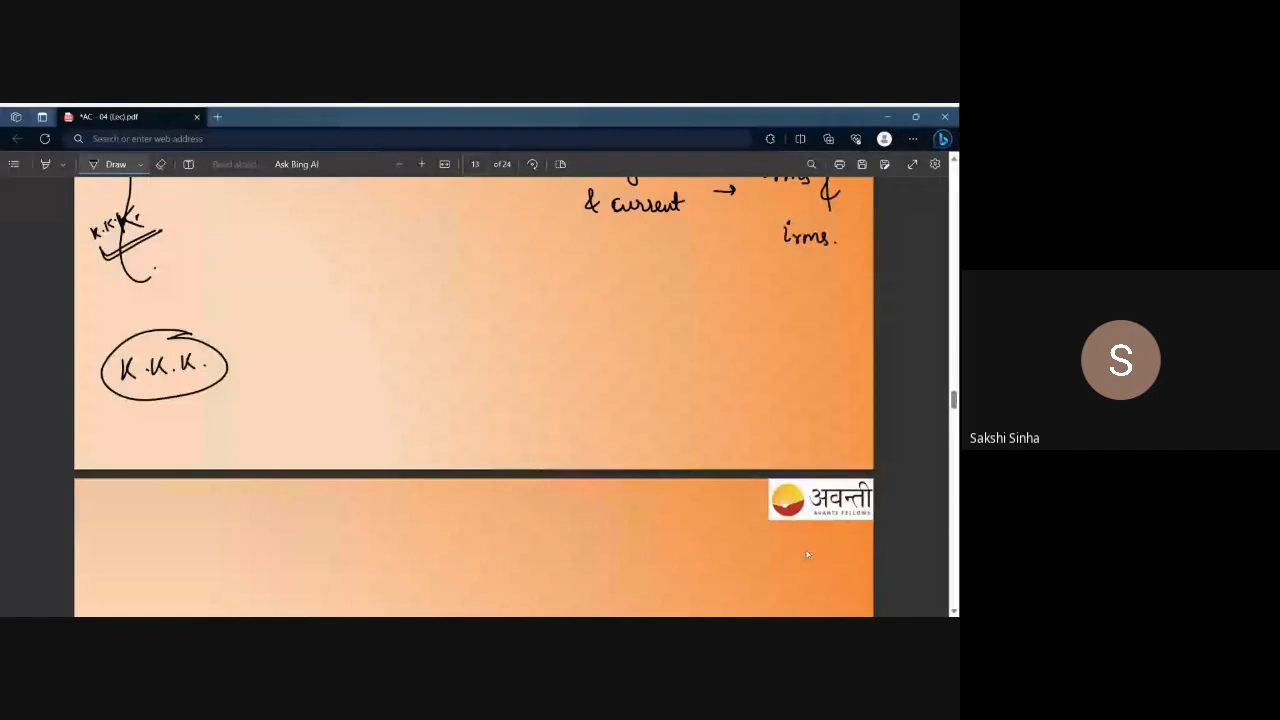 *AC - 04 (Lec).pdf
Search or enter web address
Draw
Read aloud
Ask Bing AI
13 of 24
& current →
irms.
K.K.K.
K.K.K.
अवन्ती
AVANTI FELLOWS
S
Sakshi Sinha